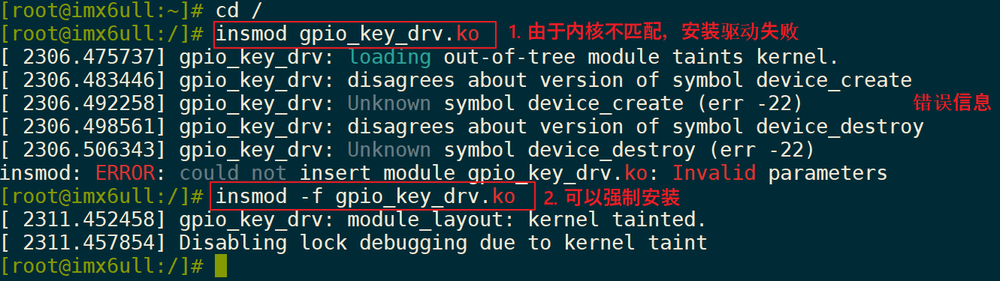 [root@imx6ull:~]# cd /
[root@imx6ull:/]# insmod gpio_key_drv.ko 1. 由于内核不匹配，安装驱动失败
[ 2306.475737] gpio_key_drv: loading out-of-tree module taints kernel.
[ 2306.483446] gpio_key_drv: disagrees about version of symbol device_create
[ 2306.492258] gpio_key_drv: Unknown symbol device_create (err -22) 错误信息
[ 2306.498561] gpio_key_drv: disagrees about version of symbol device_destroy
[ 2306.506343] gpio_key_drv: Unknown symbol device_destroy (err -22)
insmod: ERROR: could not insert module gpio_key_drv.ko: Invalid parameters
[root@imx6ull:/]# insmod -f gpio_key_drv.ko 2. 可以强制安装
[ 2311.452458] gpio_key_drv: module_layout: kernel tainted.
[ 2311.457854] Disabling lock debugging due to kernel taint
[root@imx6ull:/]#